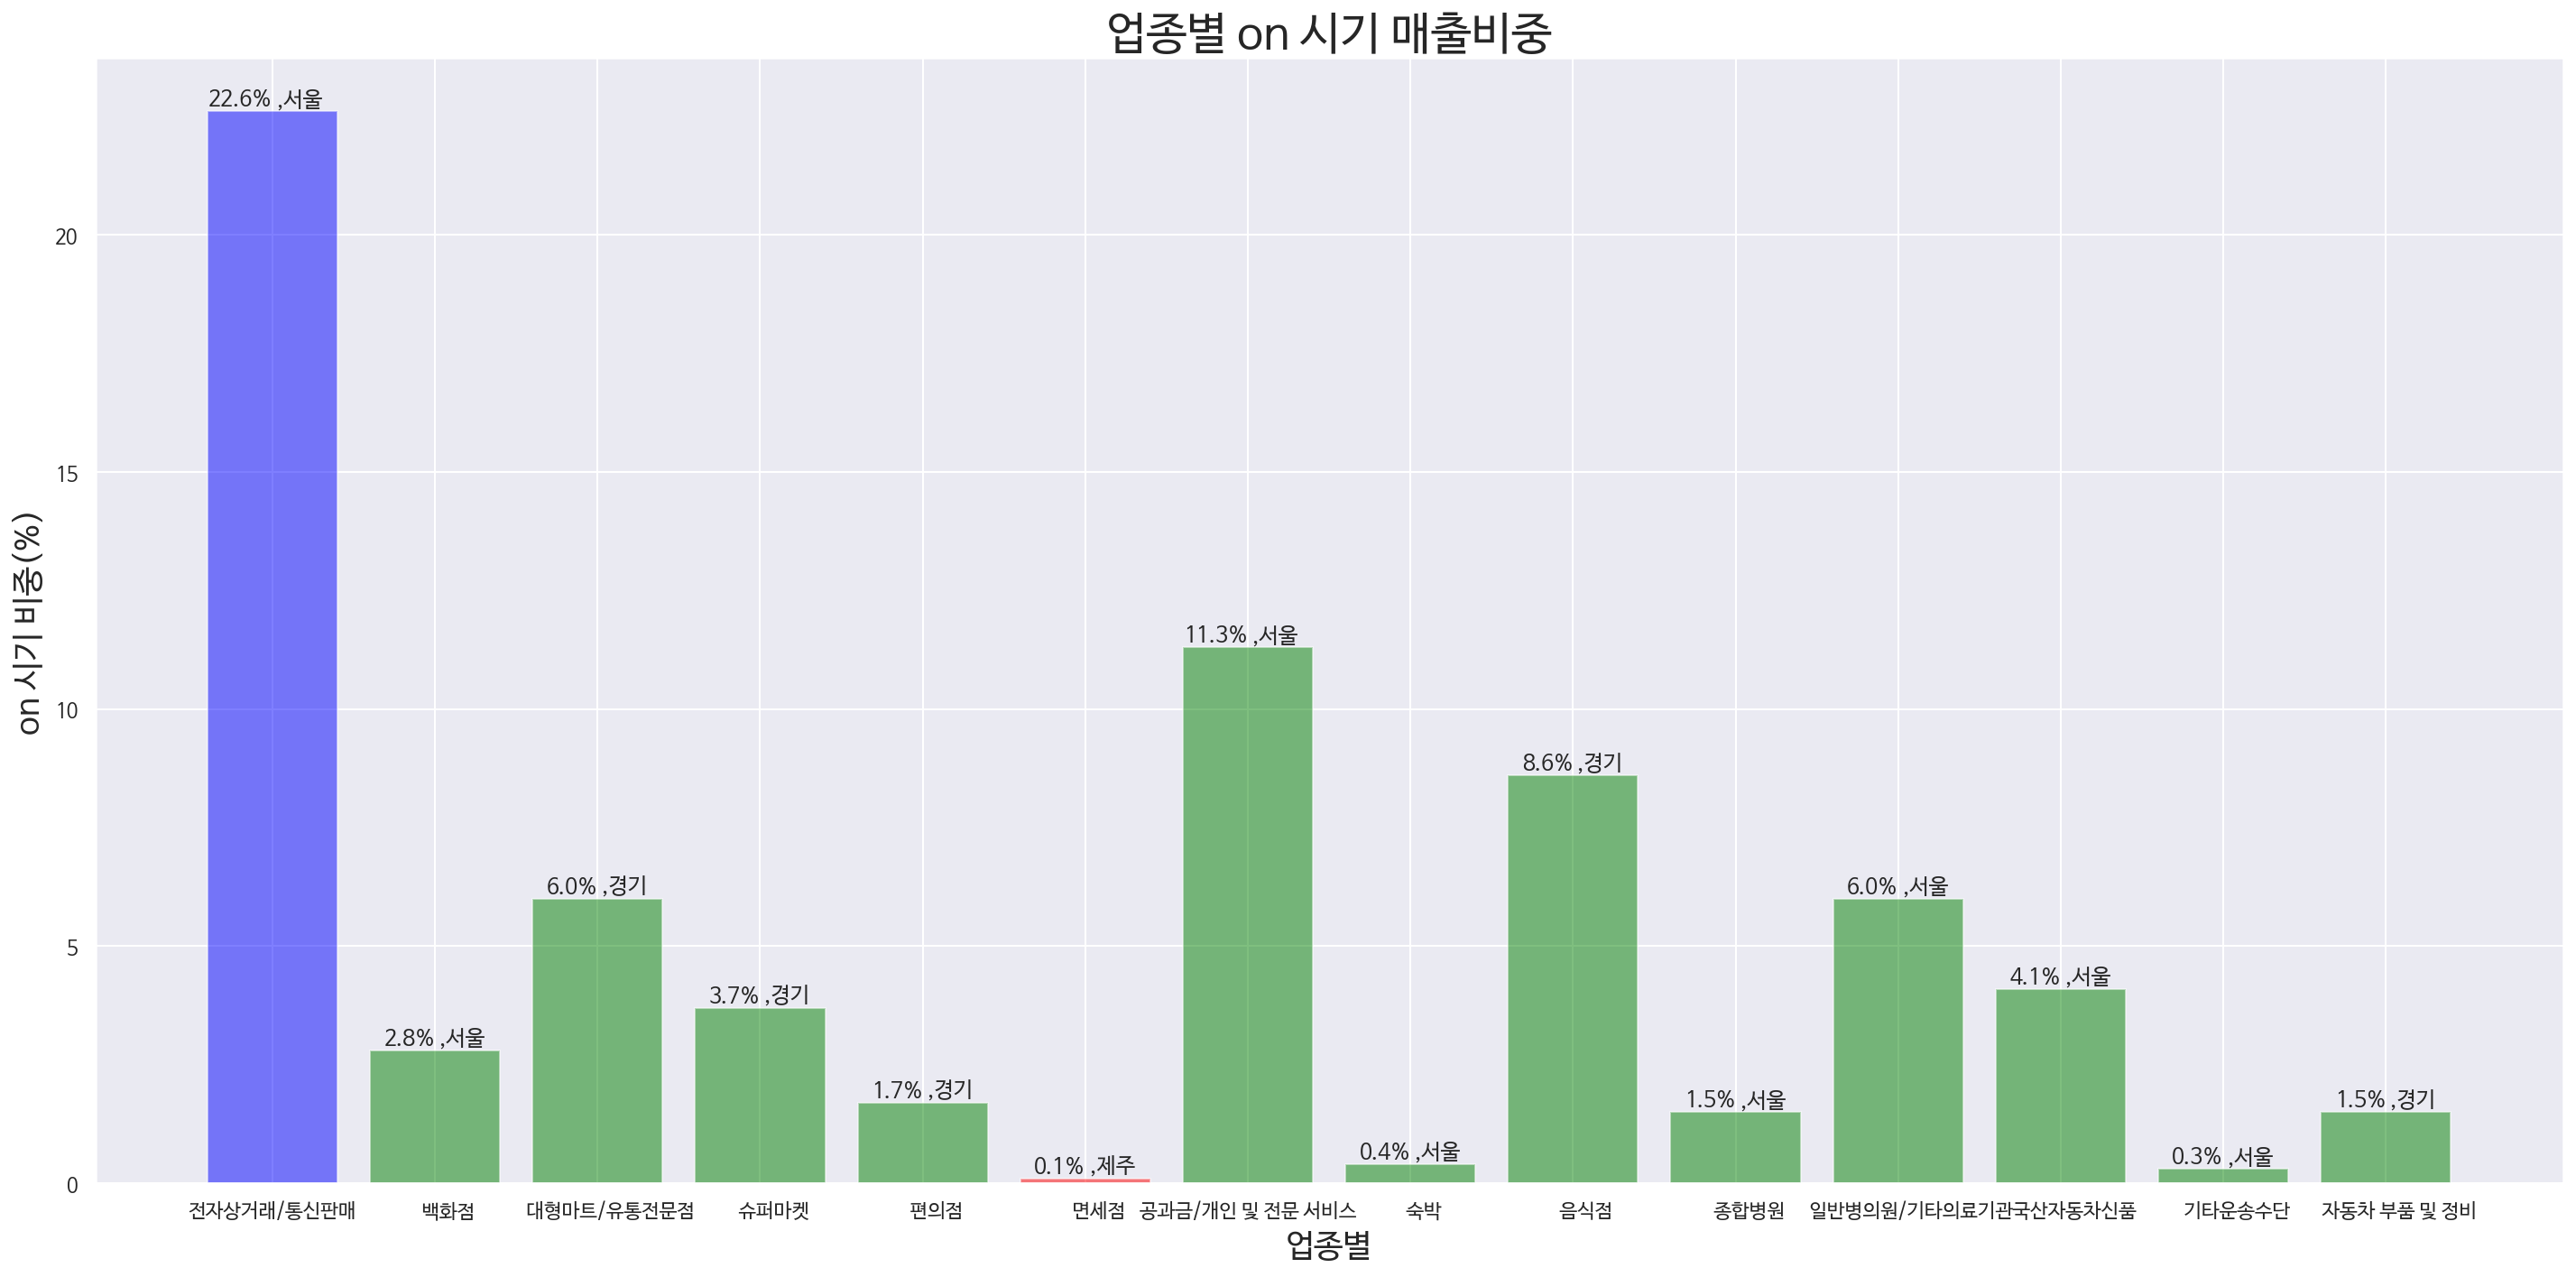 업종별 on 시기 매출비중
on 시기 비중(%)
20
15
10
5
0
22.6% ,서울
2.8% ,서울
6.0% ,경기
3.7% ,경기
1.7% ,경기
0.1% ,제주
11.3% ,서울
0.4% ,서울
8.6% ,경기
1.5% ,서울
6.0% ,서울
4.1% ,서울
0.3% ,서울
1.5% ,경기
전자상거래/통신판매
백화점
대형마트/유통전문점
슈퍼마켓
편의점
면세점
공과금/개인 및 전문 서비스
숙박
음식점
종합병원
일반병의원/기타의료기관
국산자동차신품
기타운송수단
자동차 부품 및 정비
업종별